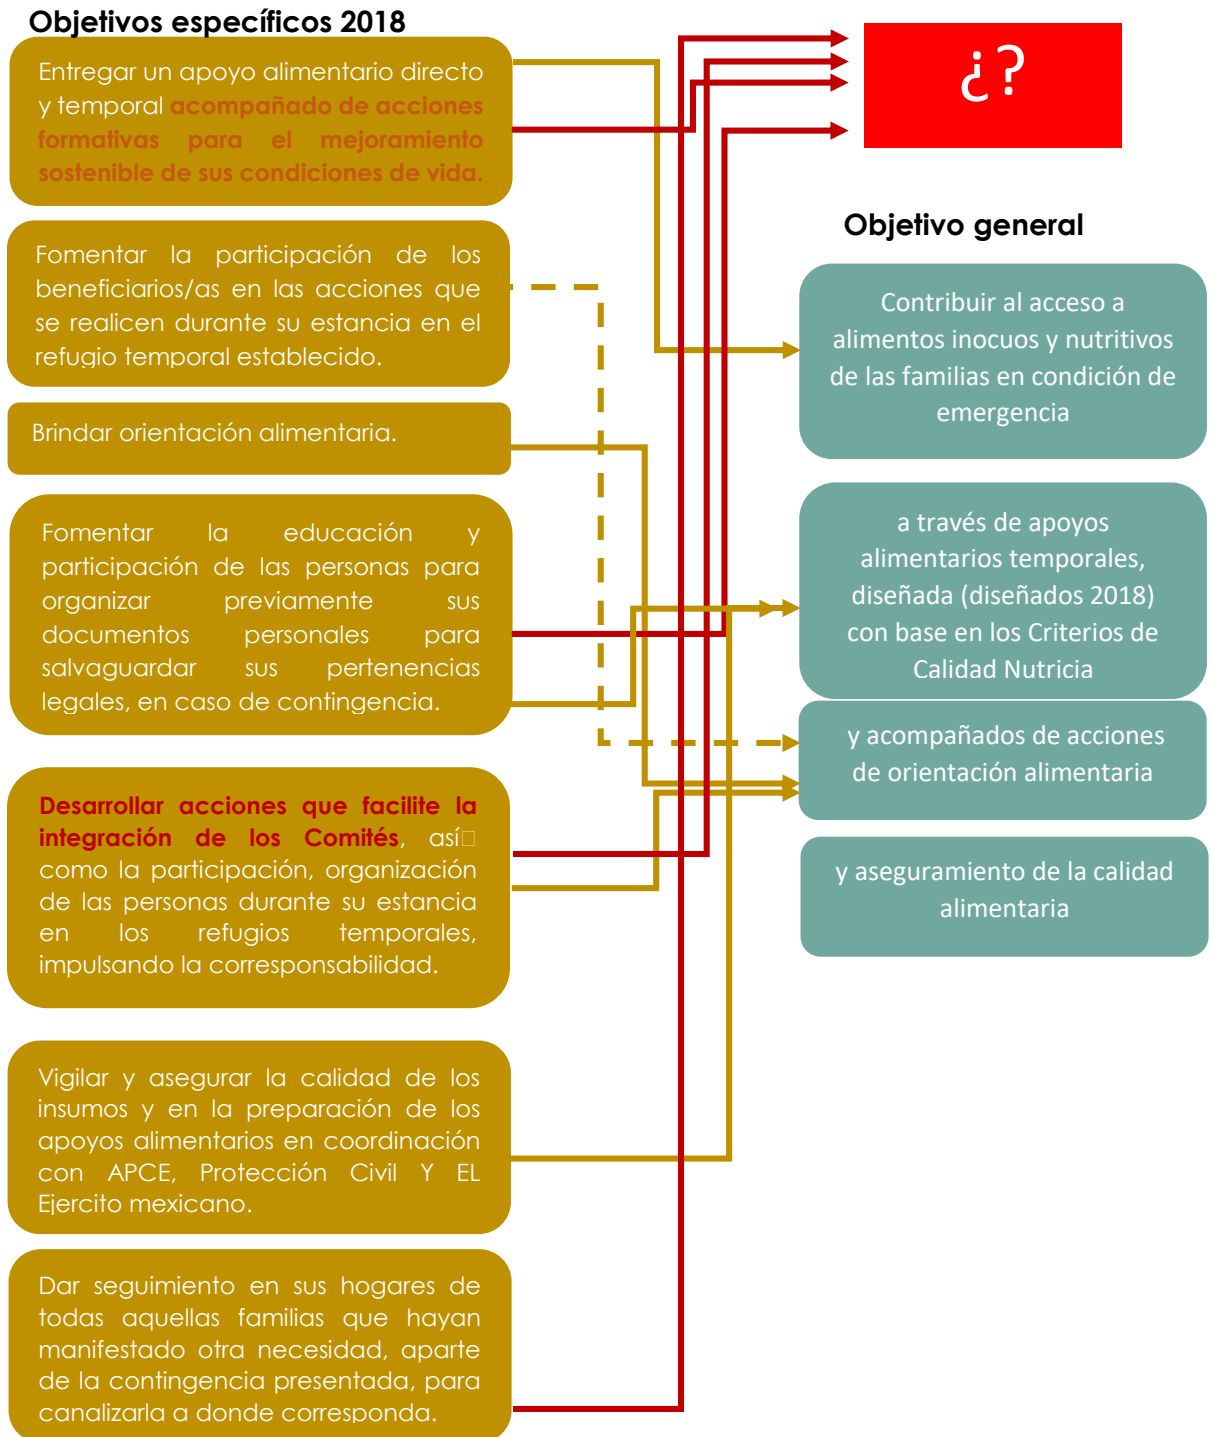 Objetivos específicos 2018
Entregar un apoyo alimentario directo
y temporal acompañado de acciones
formativas para el mejoramiento
sostenible de sus condiciones de vida.
Fomentar la participación de los
beneficiarios/as en las acciones que
se realicen durante su estancia en el
refugio temporal establecido.
Brindar orientación alimentaria.
Fomentar la educación y
participación de las personas para
organizar previamente sus
documentos personales para
salvaguardar sus pertenencias
legales, en caso de contingencia.
Desarrollar acciones que facilite la
integración de los Comités, así□
como la participación, organización
de las personas durante su estancia
en los refugios temporales,
impulsando la corresponsabilidad.
Vigilar y asegurar la calidad de los
insumos y en la preparación de los
apoyos alimentarios en coordinación
con APCE, Protección Civil Y EL
Ejercito mexicano.
Dar seguimiento en sus hogares de
todas aquellas familias que hayan
manifestado otra necesidad, aparte
de la contingencia presentada, para
canalizarla a donde corresponda.
¿?
Objetivo general
Contribuir al acceso a
alimentos inocuos y nutritivos
de las familias en condición de
emergencia
a través de apoyos
alimentarios temporales,
diseñada (diseñados 2018)
con base en los Criterios de
Calidad Nutricia
y acompañados de acciones
de orientación alimentaria
y aseguramiento de la calidad
alimentaria